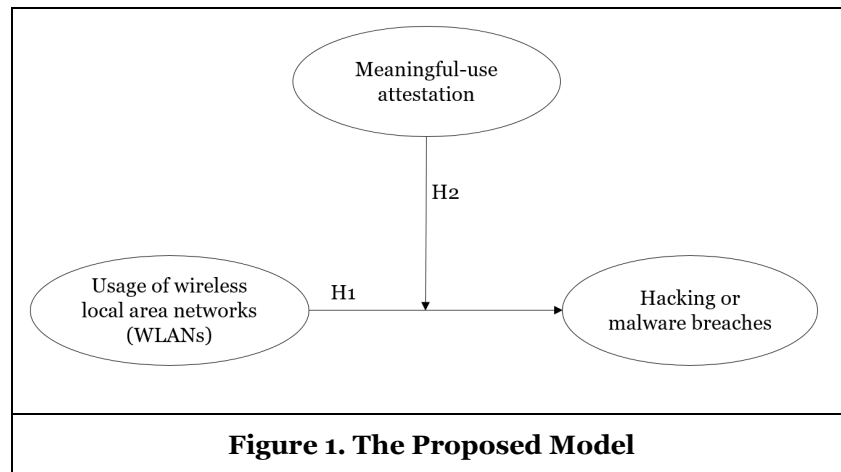 Meaningful-use
attestation
H2
Usage of wireless
local area networks
(WLANs)
H1
Hacking or
malware breaches
Figure 1. The Proposed Model